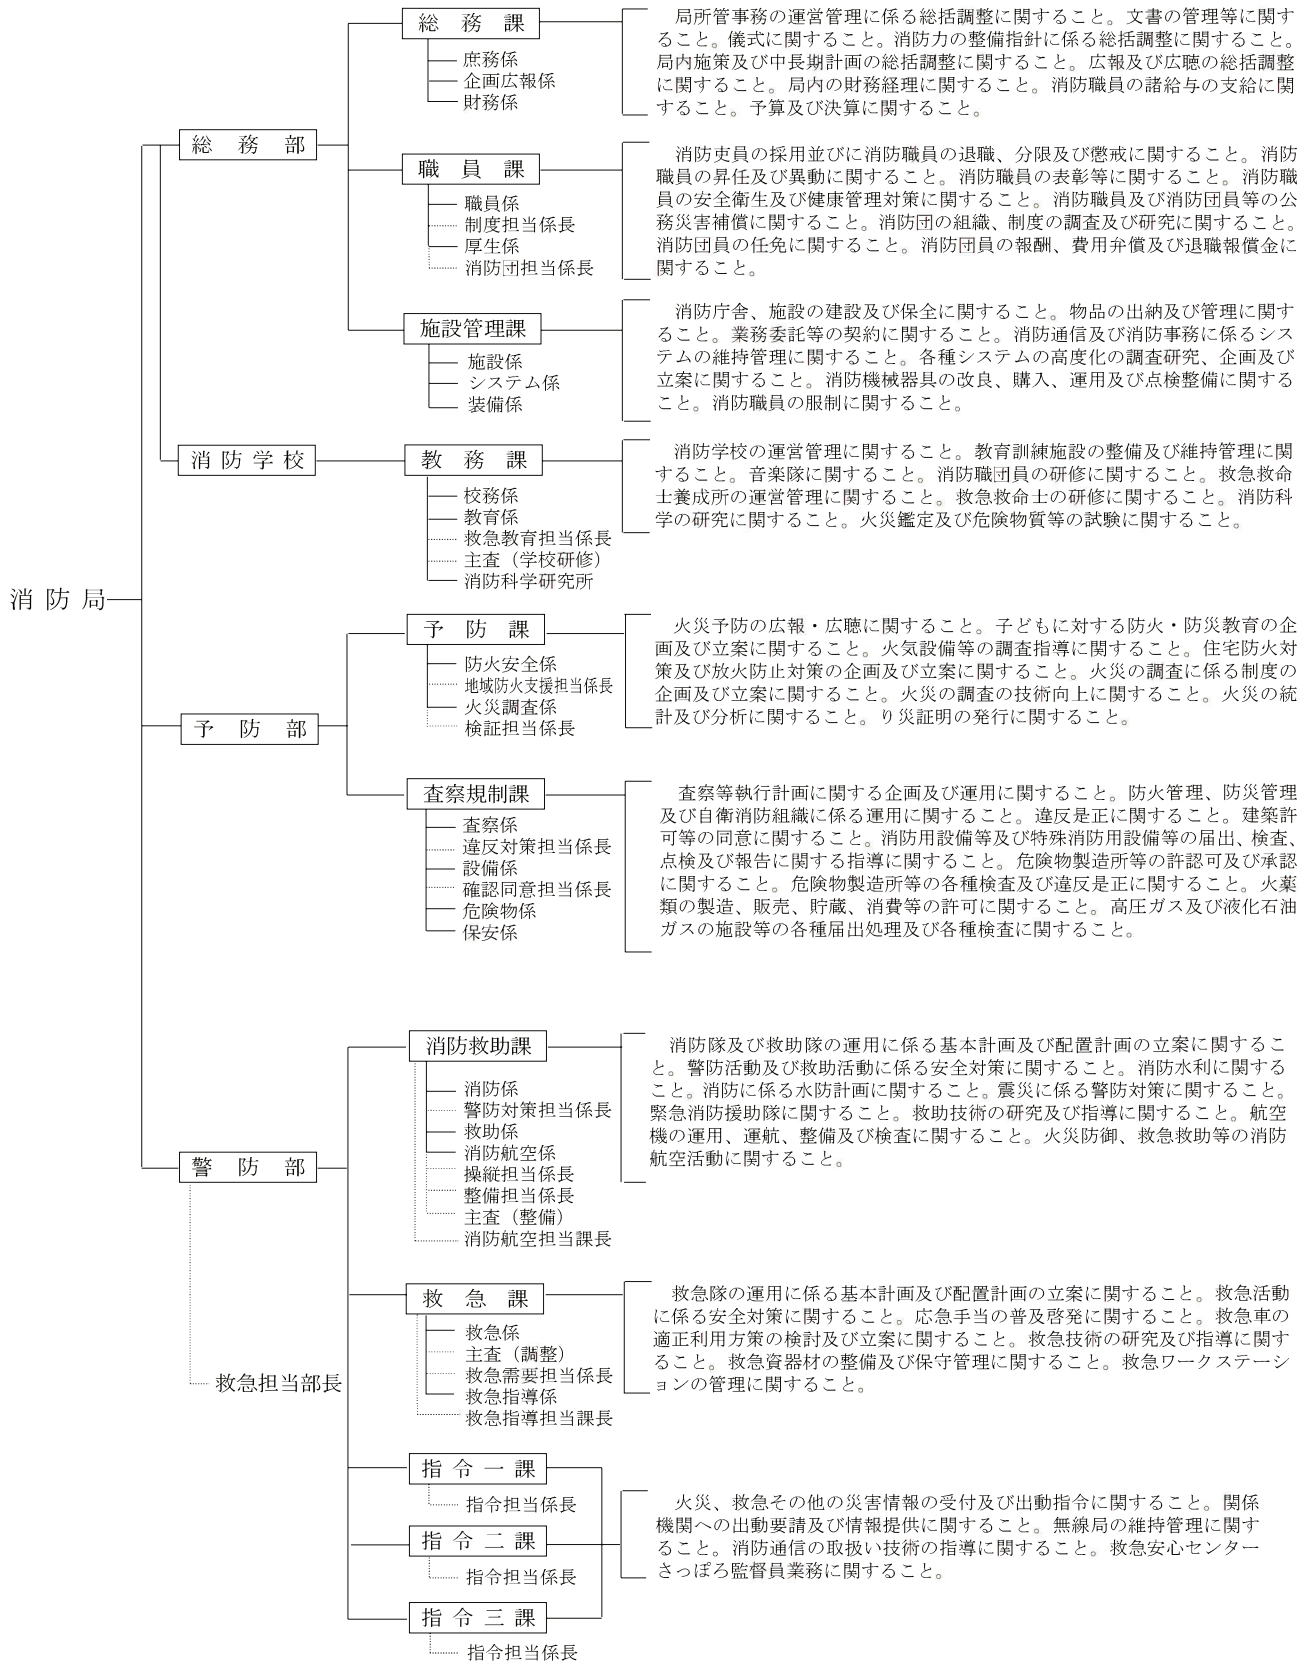 総務課
局所管事務の運営管理に係る総括調整に関すること。文書の管理等に関す
ること。儀式に関すること。消防力の整備指針に係る総括調整に関すること。
局内施策及び中長期計画の総括調整に関すること。広報及び広聴の総括調整
に関すること。局内の財務経理に関すること。消防職員の諸給与の支給に関
すること。予算及び決算に関すること。
庶務係
企画広報係
財務係
総務部
職員課
消防吏員の採用並びに消防職員の退職、分限及び懲戒に関すること。消防
職員の昇任及び異動に関すること。消防職員の表彰等に関すること。消防職
員の安全衛生及び健康管理対策に関すること。消防職員及び消防団員等の公
務災害補償に関すること。消防団の組織、制度の調査及び研究に関すること。
消防団員の任免に関すること。消防団員の報酬、費用弁償及び退職報償金に
関すること。
職員係
制度担当係長
厚生係
消防団担当係長
施設管理課
消防庁舎、施設の建設及び保全に関すること。物品の出納及び管理に関す
ること。業務委託等の契約に関すること。消防通信及び消防事務に係るシス
テムの維持管理に関すること。各種システムの高度化の調査研究、企画及び
立案に関すること。消防機械器具の改良、購入、運用及び点検整備に関する
こと。消防職員の服制に関すること。
施設係
システム係
装備係
消防学校
教務課
消防学校の運営管理に関すること。教育訓練施設の整備及び維持管理に関
すること。音楽隊に関すること。消防職団員の研修に関すること。救急救命
士養成所の運営管理に関すること。救急救命士の研修に関すること。消防科
学の研究に関すること。火災鑑定及び危険物質等の試験に関すること。
校務係
教育係
救急教育担当係長
主査（学校研修）
消防科学研究所
消防局
予防課
火災予防の広報・広聴に関すること。子どもに対する防火・防災教育の企
画及び立案に関すること。火気設備等の調査指導に関すること。住宅防火対
策及び放火防止対策の企画及び立案に関すること。火災の調査に係る制度の
企画及び立案に関すること。火災の調査の技術向上に関すること。火災の統
計及び分析に関すること。り災証明の発行に関すること。
防火安全係
地域防火支援担当係長
火災調査係
検証担当係長
予防部
査察規制課
査察等執行計画に関する企画及び運用に関すること。防火管理、防災管理
及び自衛消防組織に係る運用に関すること。違反是正に関すること。建築許
可等の同意に関すること。消防用設備等及び特殊消防用設備等の届出、検査、
点検及び報告に関する指導に関すること。危険物製造所等の許認可及び承認
に関すること。危険物製造所等の各種検査及び違反是正に関すること。火薬
類の製造、販売、貯蔵、消費等の許可に関すること。高圧ガス及び液化石油
ガスの施設等の各種届出処理及び各種検査に関すること。
査察係
違反対策担当係長
設備係
確認同意担当係長
危険物係
保安係
消防救助課
消防隊及び救助隊の運用に係る基本計画及び配置計画の立案に関するこ
と。警防活動及び救助活動に係る安全対策に関すること。消防水利に関する
こと。消防に係る水防計画に関すること。震災に係る警防対策に関すること。
緊急消防援助隊に関すること。救助技術の研究及び指導に関すること。航空
機の運用、運航、整備及び検査に関すること。火災防御、救急救助等の消防
航空活動に関すること。
消防係
警防対策担当係長
救助係
消防航空係
操縦担当係長
整備担当係長
主査（整備）
消防航空担当課長
警防部
救急担当部長
救急課
救急隊の運用に係る基本計画及び配置計画の立案に関すること。救急活動
に係る安全対策に関すること。応急手当の普及啓発に関すること。救急車の
適正利用方策の検討及び立案に関すること。救急技術の研究及び指導に関す
ること。救急資器材の整備及び保守管理に関すること。救急ワークステーシ
ョンの管理に関すること。
救急係
主査（調整）
救急需要担当係長
救急指導係
救急指導担当課長
指令一課
指令担当係長
指令二課
指令担当係長
指令三課
指令担当係長
火災、救急その他の災害情報の受付及び出動指令に関すること。関係
機関への出動要請及び情報提供に関すること。無線局の維持管理に関す
ること。消防通信の取扱い技術の指導に関すること。救急安心センター
さっぽろ監督員業務に関すること。